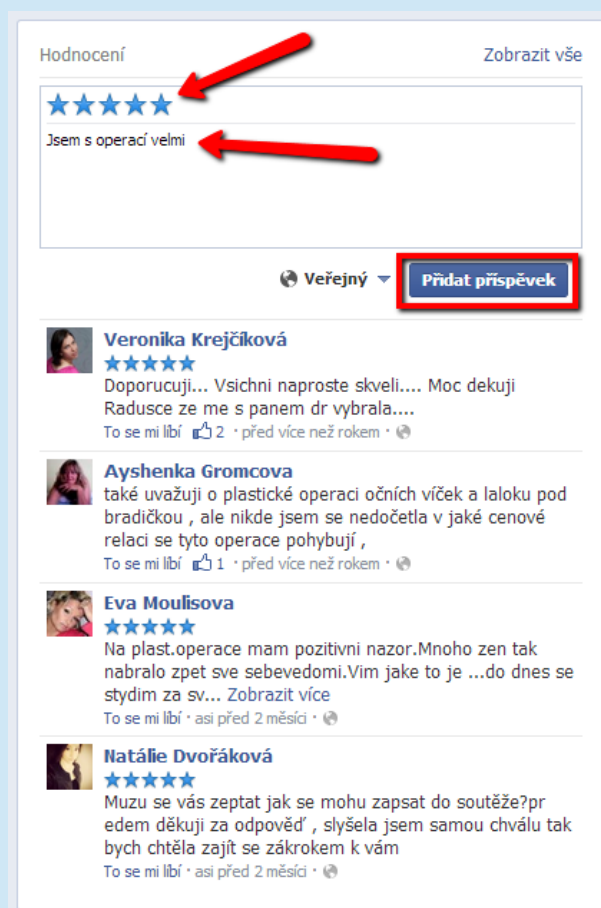 Hodnocení Zobrazit vše
Jsem s operací velmi
Veřejný Přidat příspěvek
Veronika Krejčíková
Doporucuji... Vsichni naproste skveli.... Moc dekuji
Radusce ze me s panem dr vybrala....
To se mi líbí 2 · před více než rokem ·
Ayshenka Gromcova
také uvažuji o plastické operaci očních víček a laloku pod
bradičkou , ale nikde jsem se nedočetla v jaké cenové
relaci se tyto operace pohybují ,
To se mi líbí 1 · před více než rokem ·
Eva Moulisova
Na plast.operace mam pozitivni nazor.Mnoho zen tak
nabralo zpet sve sebevedomi.Vim jake to je ...do dnes se
stydim za sv... Zobrazit více
To se mi líbí · asi před 2 měsíci ·
Natálie Dvořáková
Muzu se vás zeptat jak se mohu zapsat do soutěže?pr
edem děkuji za odpověď , slyšela jsem samou chválu tak
bych chtěla zajít se zákrokem k vám
To se mi líbí · asi před 2 měsíci ·